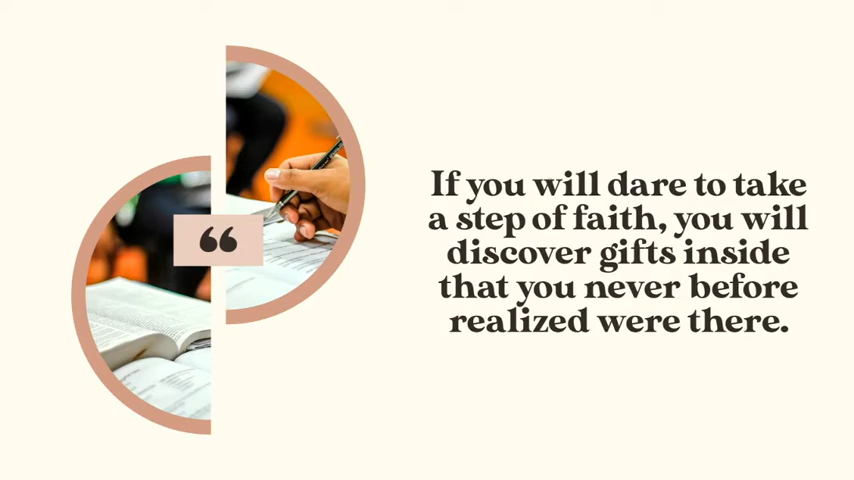 “
If you will dare to take
a step of faith, you will
discover gifts inside
that you never before
realized were there.